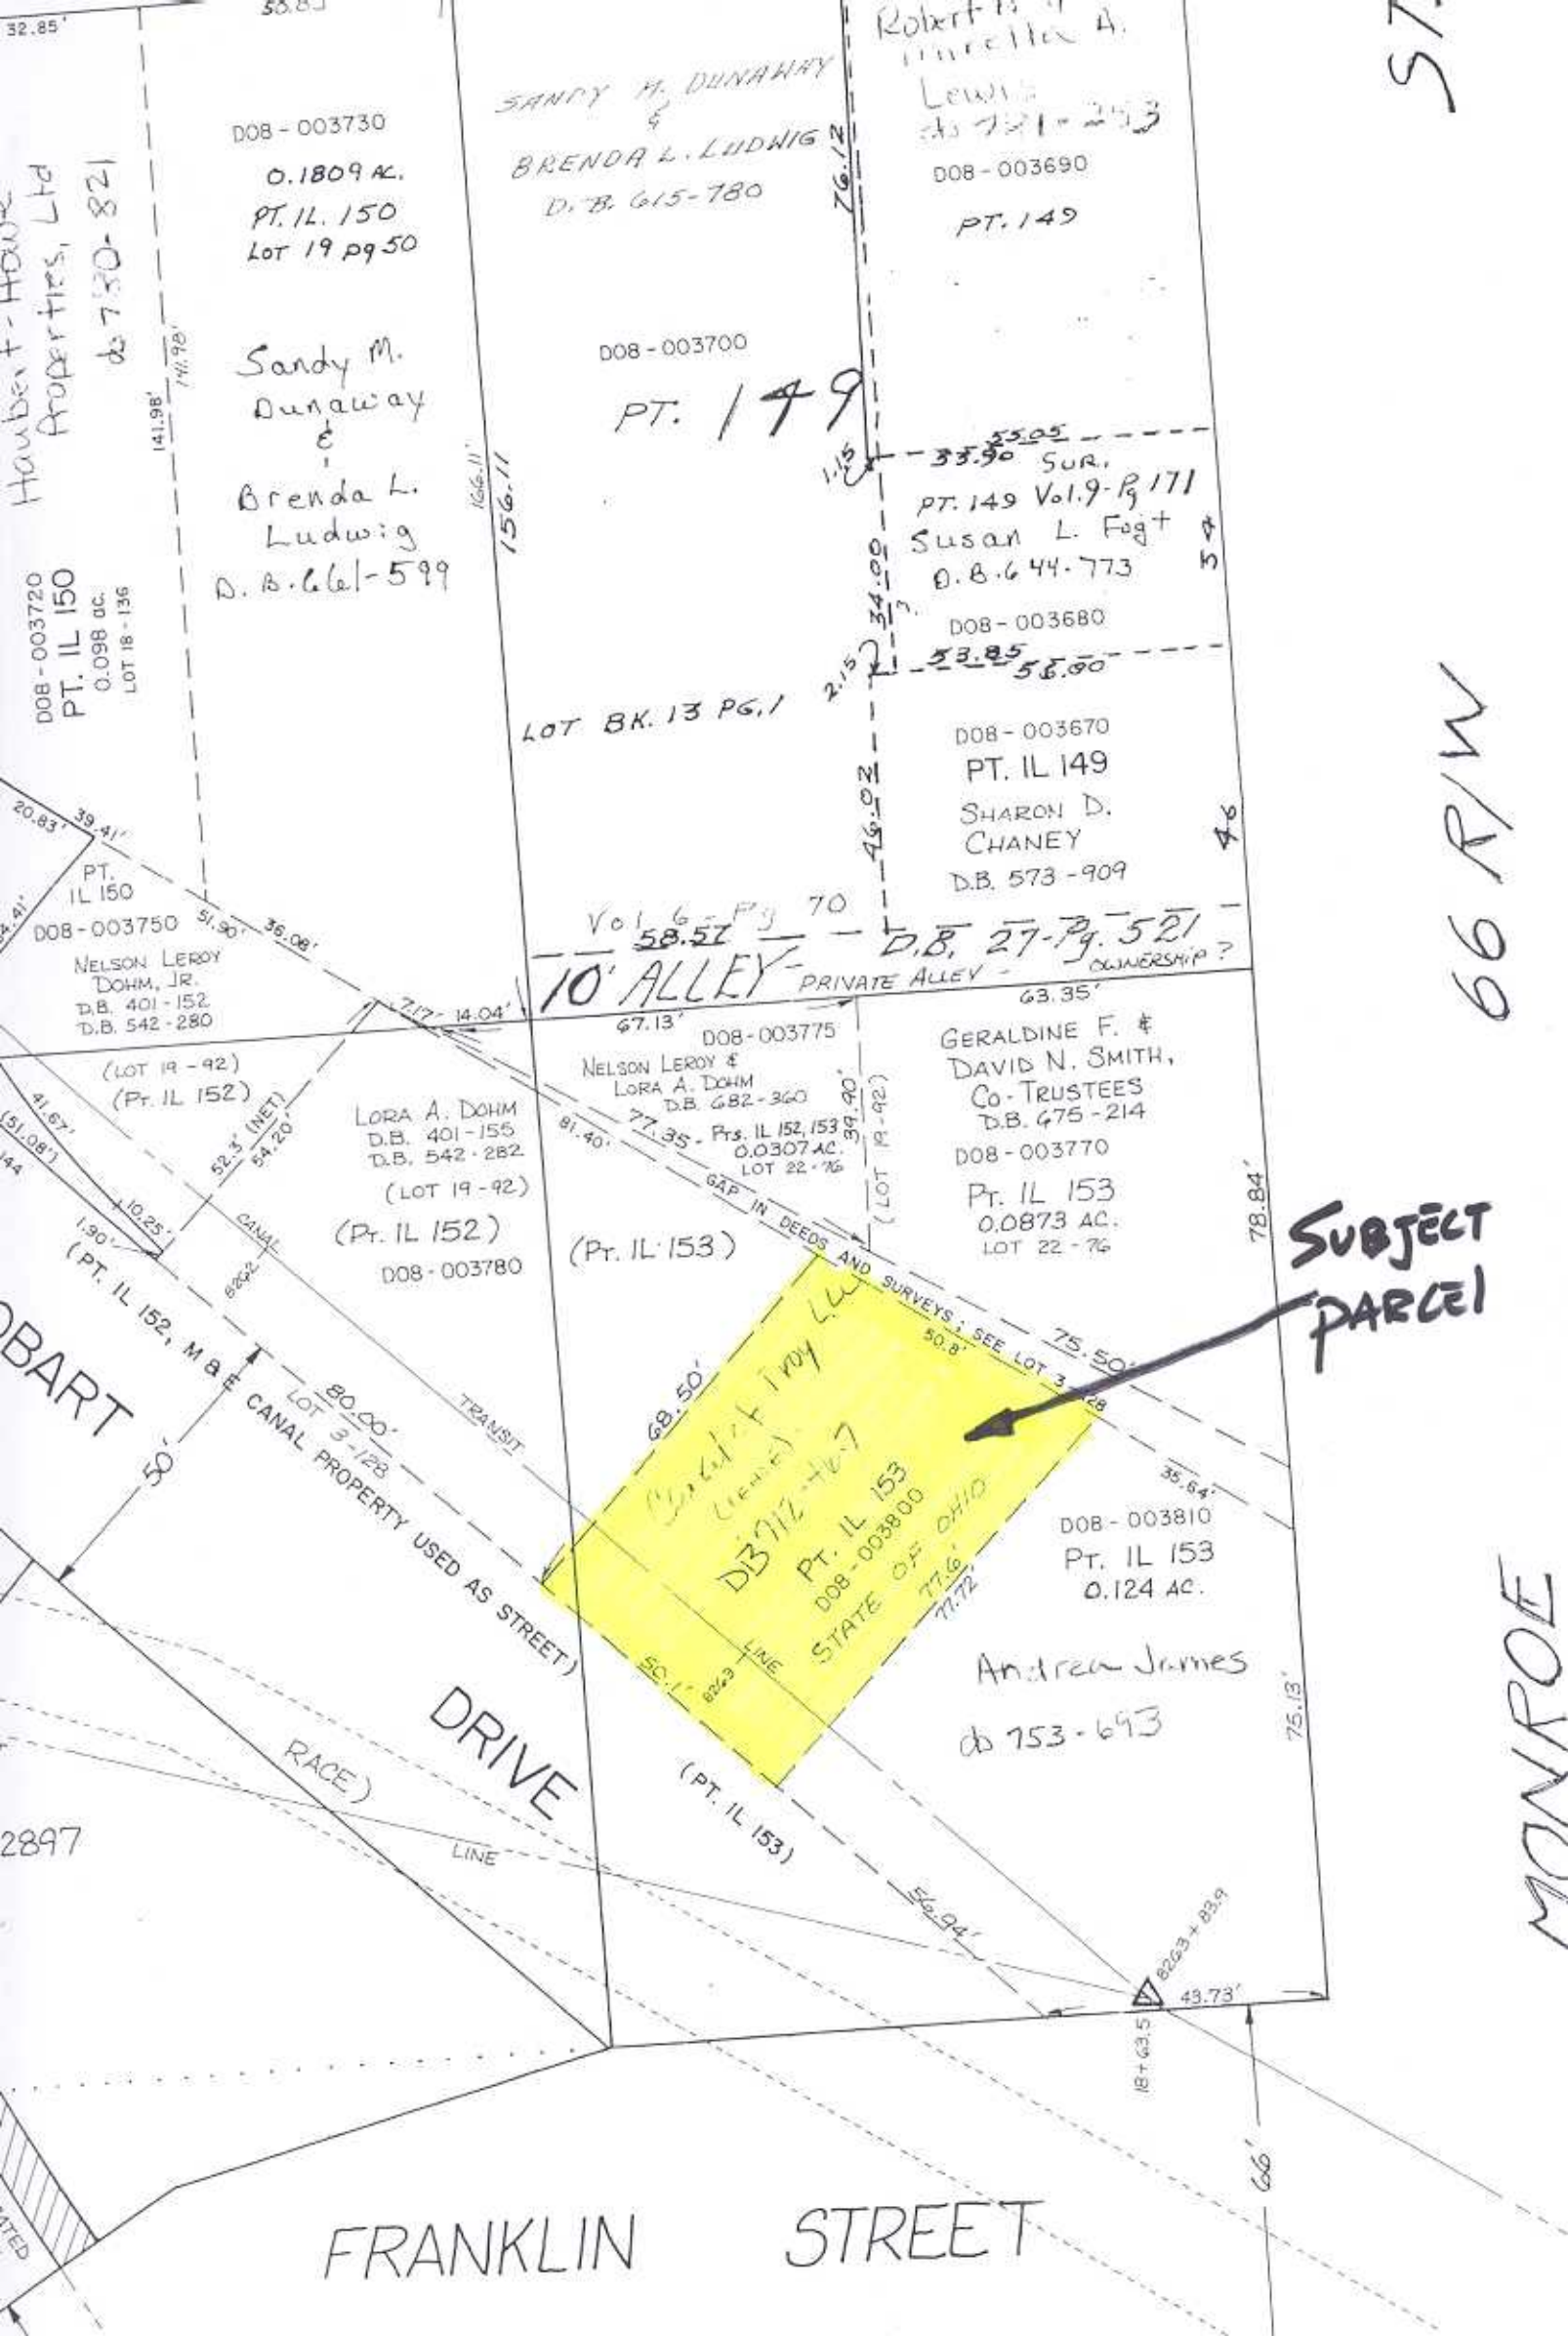 32.85'
D08-003730
0.1809 AC.
PT. IL. 150
LOT 19 pg 50
Sandy M.
Dunaway
&
Brenda L.
Ludwig
D.B. 661-599
141.98'
141.98'
Properties, Ltd
db 730-821
D08-003720
PT. IL 150
0.098 ac.
LOT 18-136
SANDY M. DUNAWAY
&
BRENDA L. LUDWIG
D.B. 615-780
D08-003700
PT. 149
166.11'
156.11
LOT BK. 13 PG. 1
76.12
Lewis
D08-003690
PT. 149
55.05
53.90
1.15
SUR.
PT. 149 Vol. 9-Pg 171
Susan L. Fogt
D.B. 644-773
D08-003680
34.00
34
53.85
56.00
2.15
D08-003670
PT. IL 149
SHARON D.
CHANEY
D.B. 573-909
46.02
46
66 R/W
MONROE
20.83'
39.41'
PT.
IL 150
D08-003750
NELSON LEROY
DOHM, JR.
D.B. 401-152
D.B. 542-280
51.90'
36.08'
Vol. 6-Pg 70
58.57
D.B. 27-Pg. 521
10' ALLEY - PRIVATE ALLEY - OWNERSHIP ?
7.17'
14.04'
67.13'
63.35'
D08-003775
NELSON LEROY &
LORA A. DOHM
D.B. 682-360
77.35
PTS. IL 152, 153
0.0307 AC.
LOT 22-76
39.90'
(LOT 19-92)
GERALDINE F. &
DAVID N. SMITH,
CO-TRUSTEES
D.B. 675-214
D08-003770
PT. IL 153
0.0873 AC.
LOT 22-76
78.84'
SUBJECT
PARCEl
(LOT 19-92)
(PT. IL 152)
41.67'
(51.08')
144
52.3' (NET)
54.20'
10.25'
1.90'
LORA A. DOHM
D.B. 401-155
D.B. 542-282
(LOT 19-92)
(PT. IL 152)
D08-003780
81.40'
(PT. IL 153)
GAP IN DEEDS AND SURVEYS; SEE LOT 3-128
50.8'
75.50'
35.64'
CANAL
8262
TRANSIT
LINE
8263
(PT. IL 152, M & E CANAL PROPERTY USED AS STREET)
80.00'
LOT 3-128
50'
68.50'
Troy
DB 712-467
PT. IL 153
D08-003800
STATE OF OHIO
77.6'
77.72'
50.1'
D08-003810
PT. IL 153
0.124 AC.
Andrea James
db 753-693
75.13'
OBART
DRIVE
RACE)
LINE
2897
(PT. IL 153)
56.94'
8263+83.9
43.73'
18+63.5
66'
FRANKLIN STREET